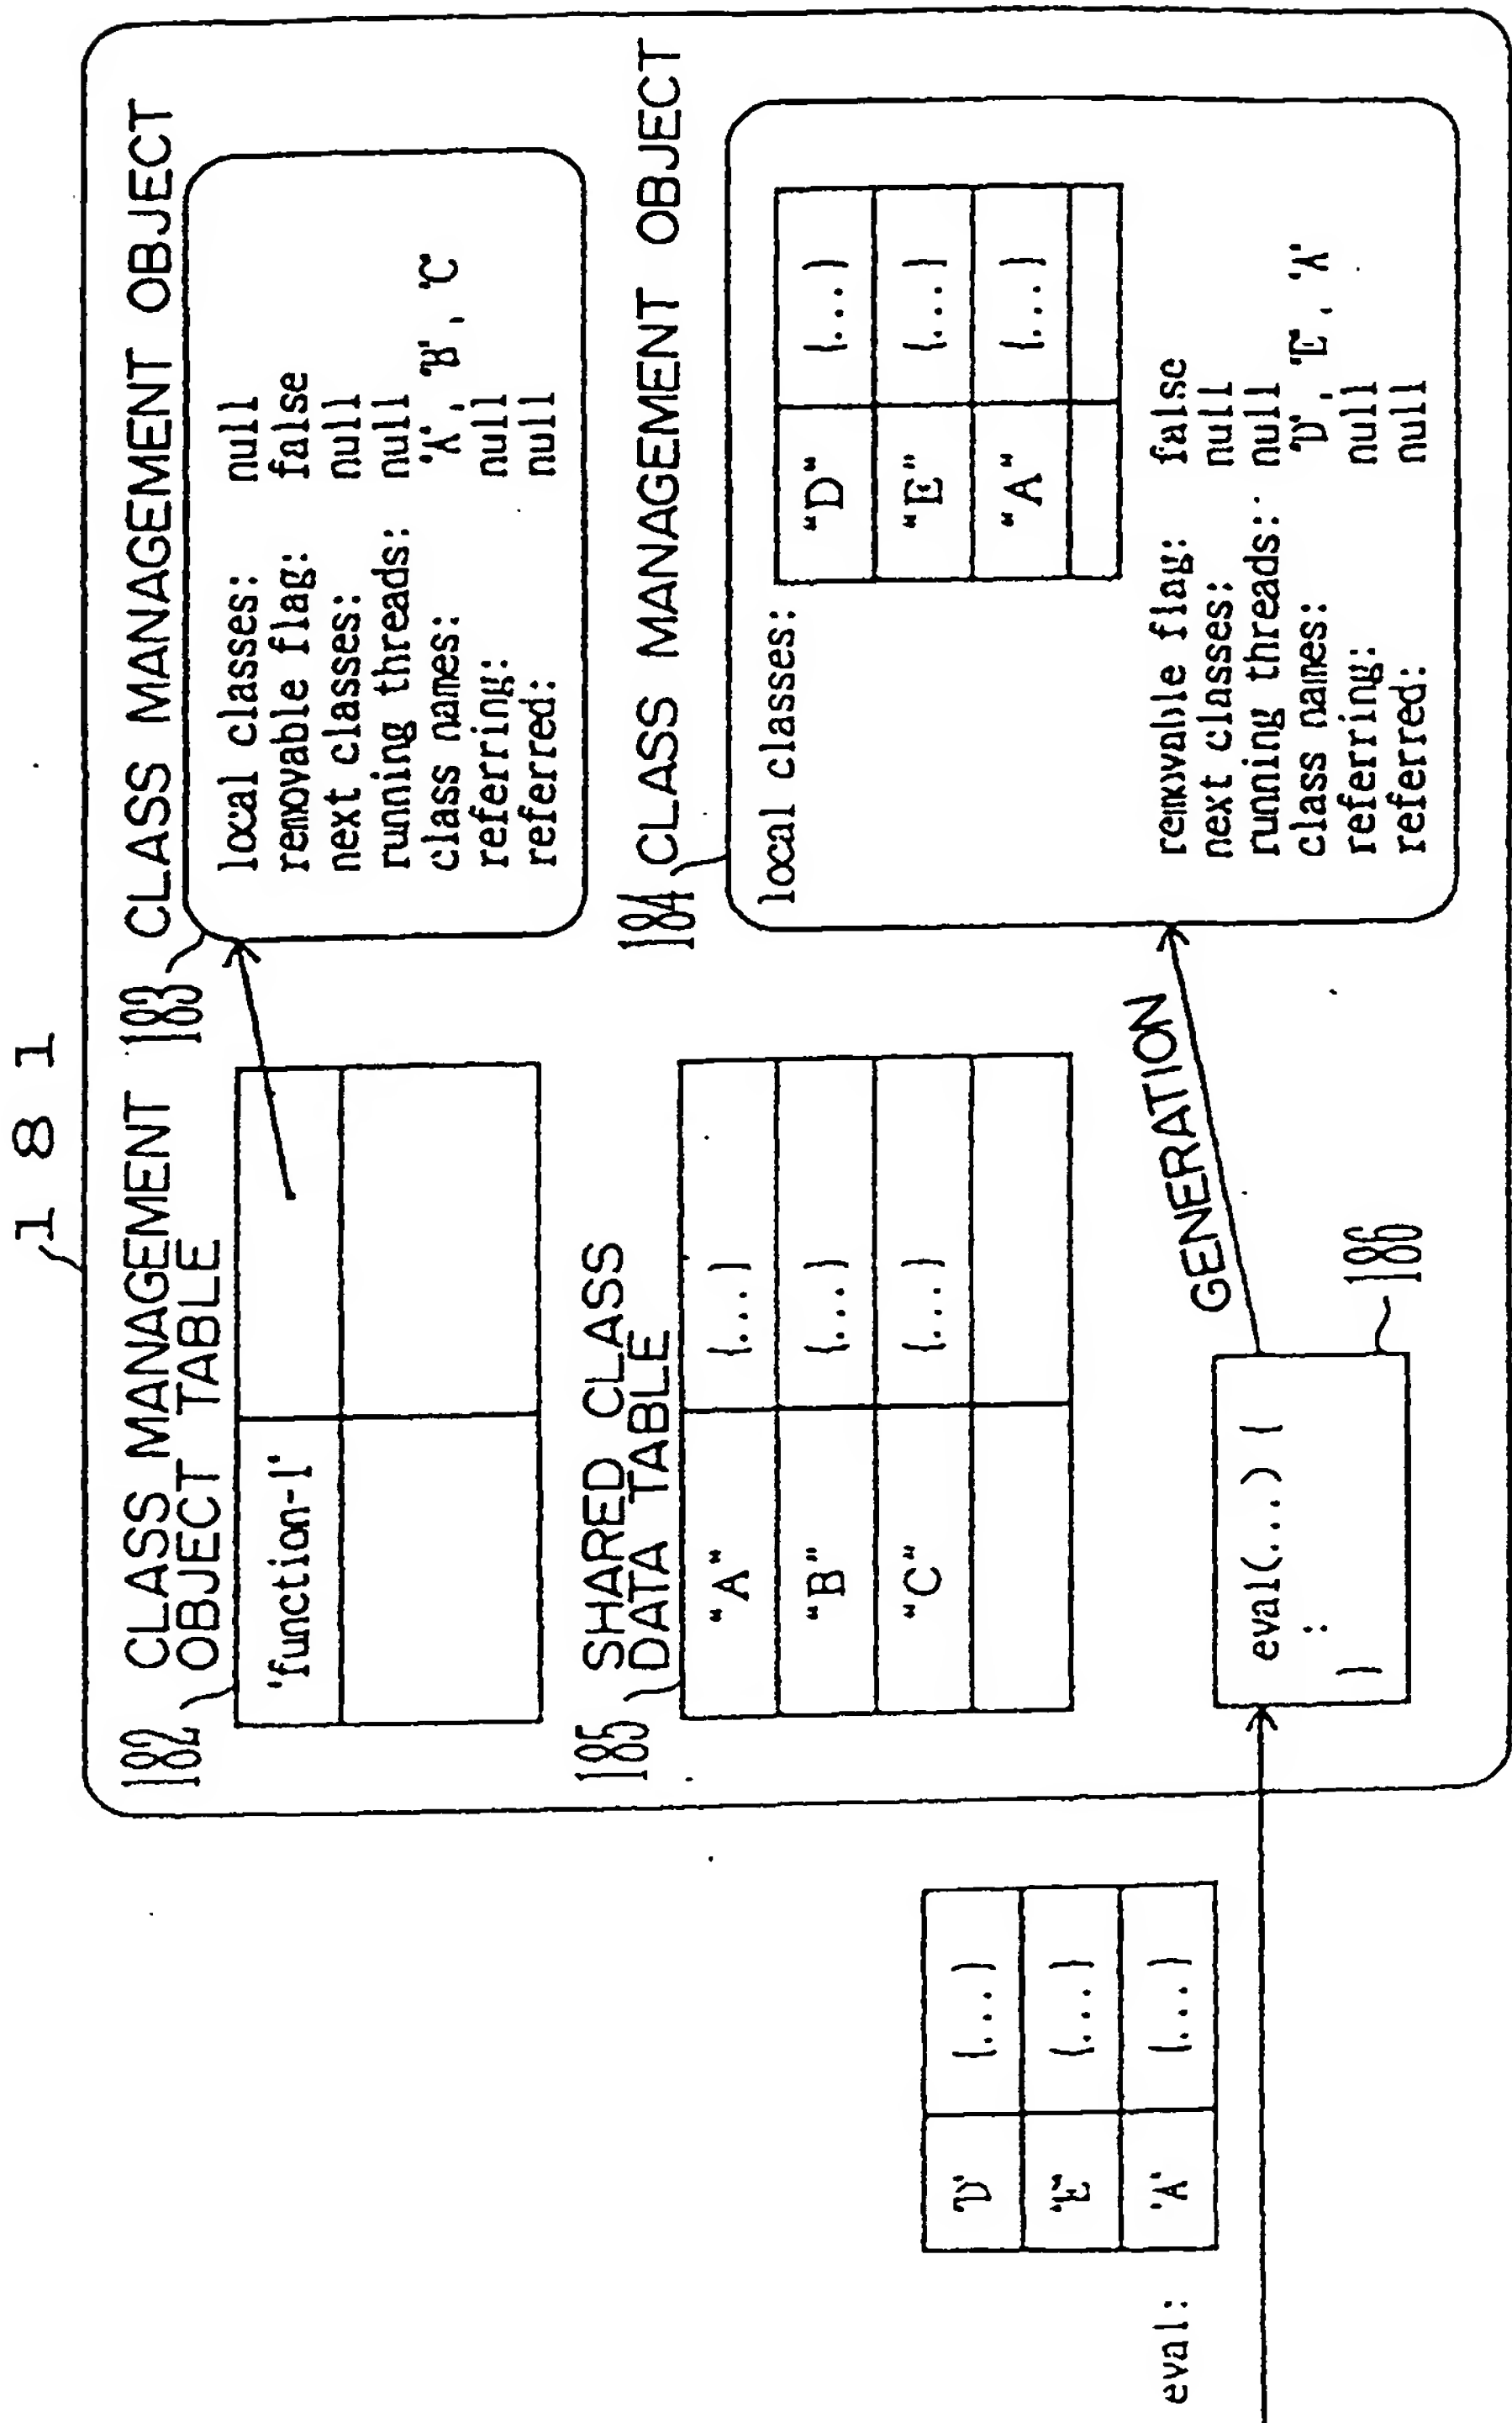 181
182
CLASS MANAGEMENT
OBJECT TABLE
'function-1'
183
CLASS MANAGEMENT OBJECT
local classes: null
removable flag: false
next classes: null
running threads: null
class names: 'A', 'B', 'C'
referring: null
referred: null
185
SHARED CLASS
DATA TABLE
"A" {...}
"B" {...}
"C" {...}
184
CLASS MANAGEMENT OBJECT
local classes:
"D" {...}
"E" {...}
"A" {...}
removable flag: false
next classes: null
running threads: null
class names: 'D', 'E', 'A'
referring: null
referred: null
eval:
'D' {...}
'E' {...}
'A' {...}
eval(...) {
:
}
186
GENERATION